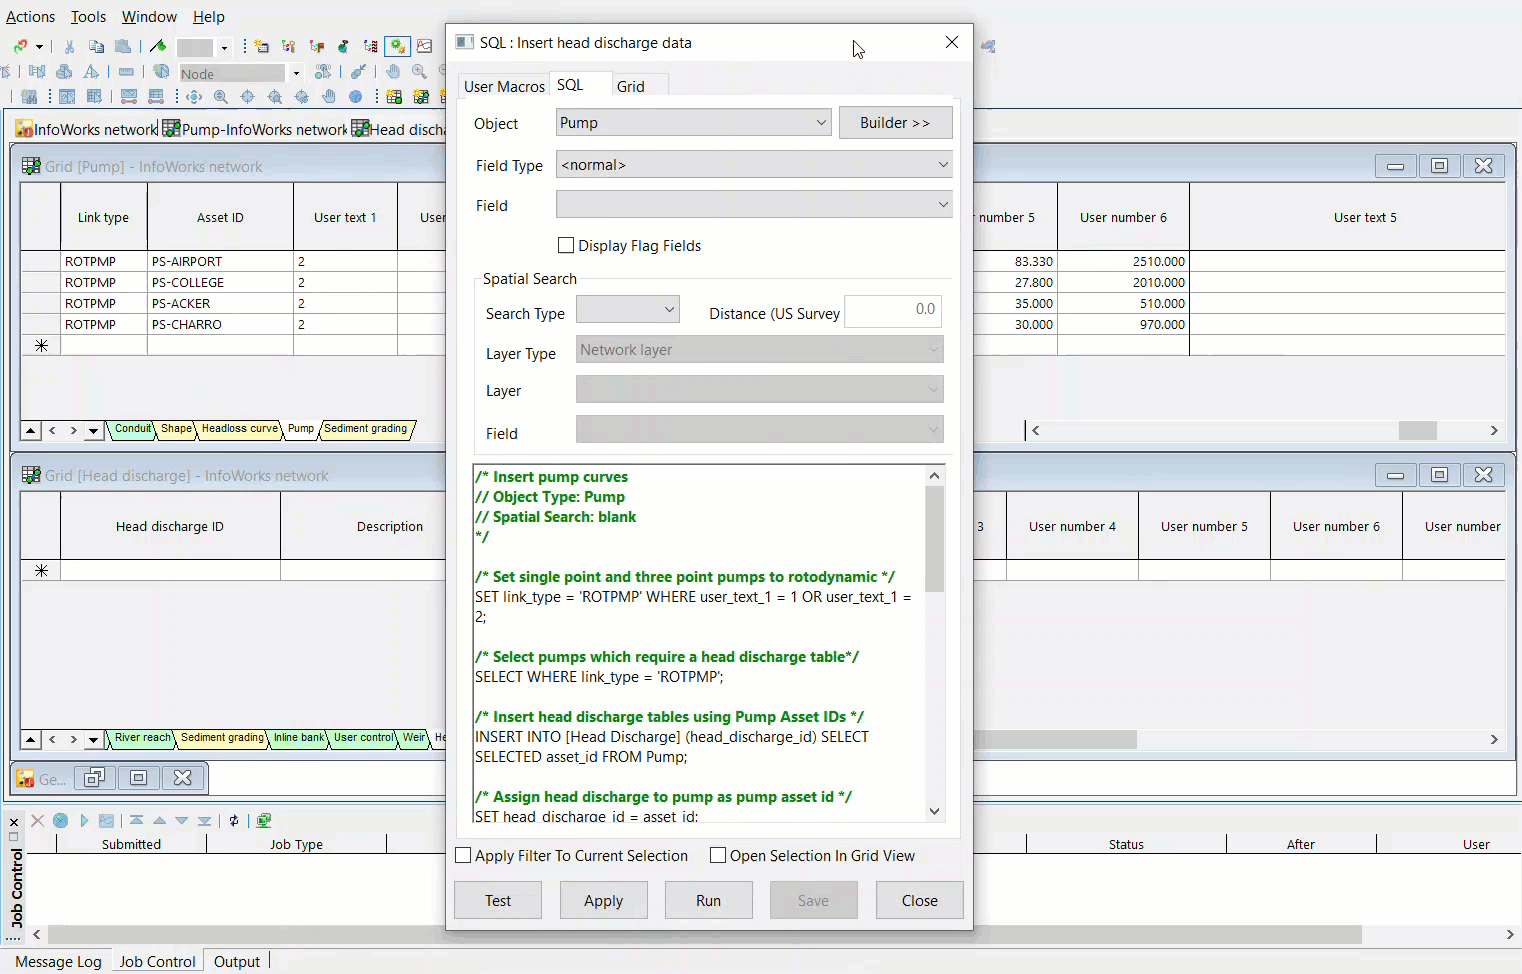 Actions Tools Window Help
SQL : Insert head discharge data
Node
User Macros SQL Grid
Object Pump Builder >>
InfoWorks network Pump-InfoWorks network Head discha
Field Type <normal>
Grid [Pump] - InfoWorks network
Field
Link type Asset ID User text 1 User number 5 User number 6 User text 5
Display Flag Fields
ROTPMP PS-AIRPORT 2 83.330 2510.000
ROTPMP PS-COLLEGE 2 27.800 2010.000
ROTPMP PS-ACKER 2 35.000 510.000
ROTPMP PS-CHARRO 2 30.000 970.000
Spatial Search
Search Type Distance (US Survey 0.0
Layer Type Network layer
Layer
Field
Conduit Shape Headloss curve Pump Sediment grading
Grid [Head discharge] - InfoWorks network
Head discharge ID Description 3 User number 4 User number 5 User number 6 User number
/* Insert pump curves
// Object Type: Pump
// Spatial Search: blank
*/
/* Set single point and three point pumps to rotodynamic */
SET link_type = 'ROTPMP' WHERE user_text_1 = 1 OR user_text_1 =
2;
/* Select pumps which require a head discharge table*/
SELECT WHERE link_type = 'ROTPMP';
/* Insert head discharge tables using Pump Asset IDs */
INSERT INTO [Head Discharge] (head_discharge_id) SELECT
SELECTED asset_id FROM Pump;
/* Assign head discharge to pump as pump asset id */
SET head_discharge_id = asset_id;
River reach Sediment grading Inline bank User control Weir He
Ge...
Apply Filter To Current Selection Open Selection In Grid View
Test Apply Run Save Close
Job Control
Submitted Job Type Status After User
Message Log Job Control Output